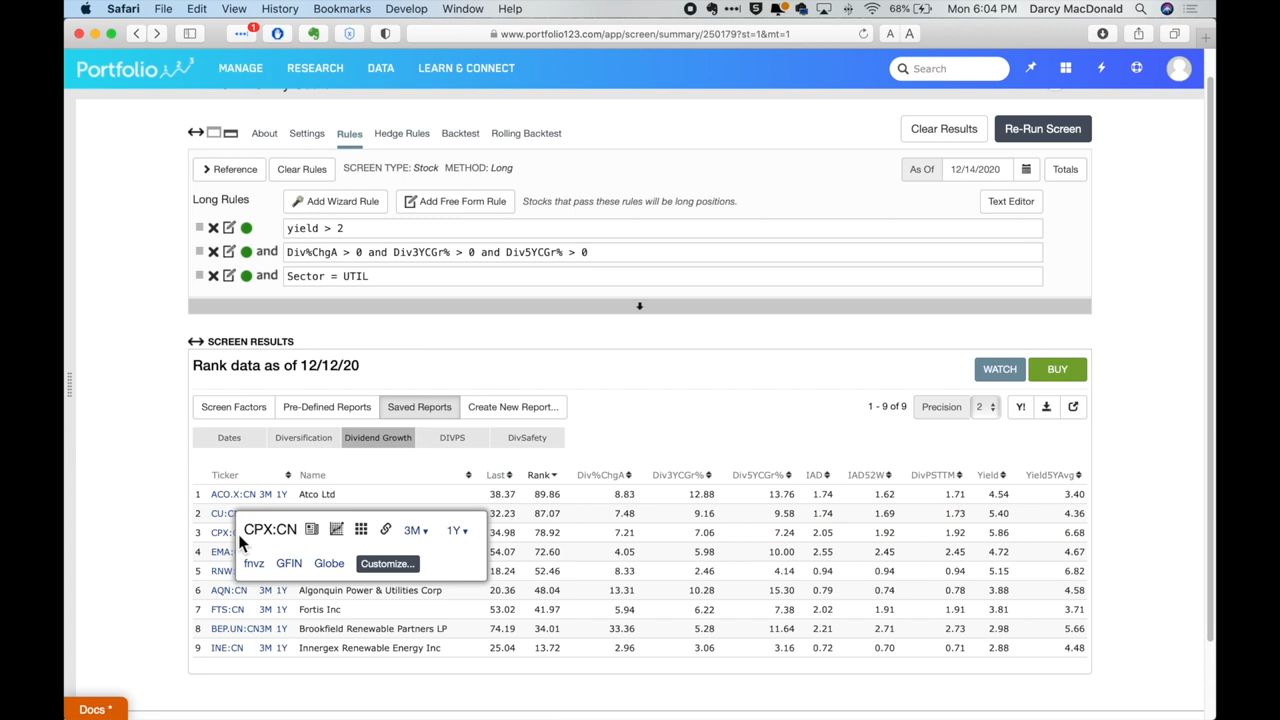 Safari File Edit View History Bookmarks Develop Window Help 68% Mon 6:04 PM Darcy MacDonald
www.portfolio123.com/app/screen/summary/250179?st=1&mt=1 A A
Portfolio MANAGE RESEARCH DATA LEARN & CONNECT Search
About Settings Rules Hedge Rules Backtest Rolling Backtest Clear Results Re-Run Screen
Reference Clear Rules SCREEN TYPE: Stock METHOD: Long As Of 12/14/2020 Totals
Long Rules Add Wizard Rule Add Free Form Rule Stocks that pass these rules will be long positions. Text Editor
yield > 2
and Div%ChgA > 0 and Div3YCGr% > 0 and Div5YCGr% > 0
and Sector = UTIL
SCREEN RESULTS
Rank data as of 12/12/20 WATCH BUY
Screen Factors Pre-Defined Reports Saved Reports Create New Report... 1 - 9 of 9 Precision 2 Y!
Dates Diversification Dividend Growth DIVPS DivSafety
Ticker Name Last Rank Div%ChgA Div3YCGr% Div5YCGr% IAD IAD52W DivPSTTM Yield Yield5YAvg
1 ACO.X:CN 3M 1Y Atco Ltd 38.37 89.86 8.83 12.88 13.76 1.74 1.62 1.71 4.54 3.40
2 CU:C 32.23 87.07 7.48 9.16 9.58 1.74 1.69 1.73 5.40 4.36
3 CPX: 34.98 78.92 7.21 7.06 7.24 2.05 1.92 1.92 5.86 6.68
4 EMA: 54.07 72.60 4.05 5.98 10.00 2.55 2.45 2.45 4.72 4.67
5 RNW: 18.24 52.46 8.33 2.46 4.14 0.94 0.94 0.94 5.15 6.82
CPX:CN 3M 1Y
fnvz GFIN Globe Customize...
6 AQN:CN 3M 1Y Algonquin Power & Utilities Corp 20.36 48.04 13.31 10.28 15.30 0.79 0.74 0.78 3.88 4.58
7 FTS:CN 3M 1Y Fortis Inc 53.02 41.97 5.94 6.22 7.38 2.02 1.91 1.91 3.81 3.71
8 BEP.UN:CN 3M 1Y Brookfield Renewable Partners LP 74.19 34.01 33.36 5.28 11.64 2.21 2.71 2.73 2.98 5.66
9 INE:CN 3M 1Y Innergex Renewable Energy Inc 25.04 13.72 2.96 3.06 3.16 0.72 0.70 0.71 2.88 4.48
Docs